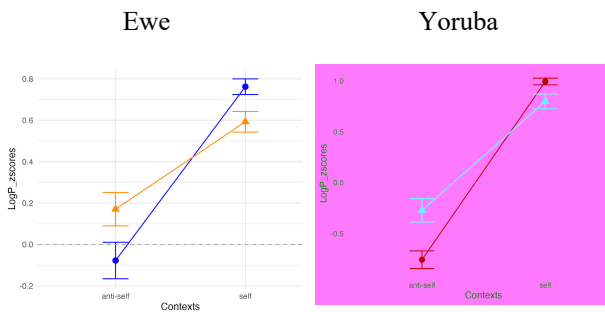 Ewe
Yoruba
LogP_zscores
0.8
0.6
0.4
0.2
0.0
-0.2
anti-self
self
Contexts
LogP_zscores
1.0
0.5
0.0
-0.5
anti-self
self
Contexts